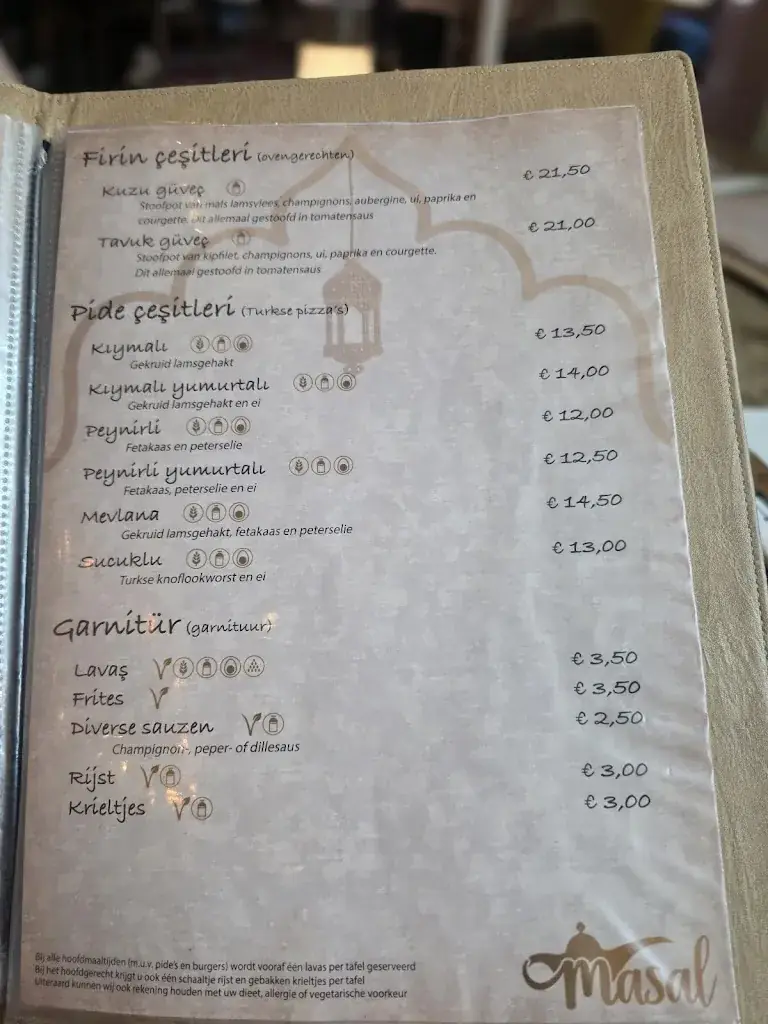 Firin çeşitleri (ovengerechten)
Kuzu güveç € 21,50
Stoofpot van mals lamsvlees, champignons, aubergine, ui, paprika en
courgette, dit allemaal gestoofd in tomatensaus
Tavuk güveç € 21,00
Stoofpot van kipfilet, champignons, ui, paprika en courgette.
Dit allemaal gestoofd in tomatensaus
Pide çeşitleri (Turkse pizza's)
Kıymalı € 13,50
Gekruid lamsgehakt
Kıymalı yumurtalı € 14,00
Gekruid lamsgehakt en ei
Peynirli € 12,00
Fetakaas en peterselie
Peynirli yumurtalı € 12,50
Fetakaas, peterselie en ei
Mevlana € 14,50
Gekruid lamsgehakt, fetakaas en peterselie
Sucuklu € 13,00
Turkse knoflookworst en ei
Garnitür (garnituur)
Lavaş € 3,50
Frites € 3,50
Diverse sauzen € 2,50
Champignon-, peper- of dillesaus
Rijst € 3,00
Krieltjes € 3,00
Bij alle hoofdmaaltijden (m.u.v. pide's en burgers) wordt vooraf één lavas per tafel geserveerd
Bij het hoofdgerecht krijgt u ook één schaaltje rijst en gebakken krieltjes per tafel
Uiteraard kunnen wij ook rekening houden met uw dieet, allergie of vegetarische voorkeur
Masal